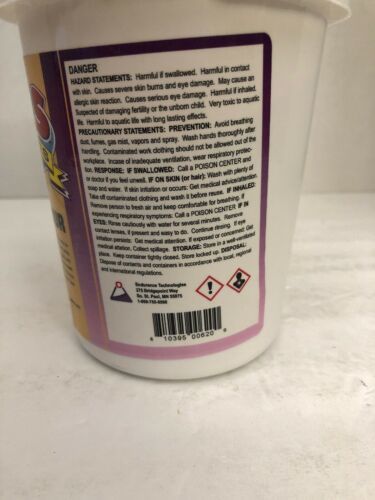 DANGER
HAZARD STATEMENTS: Harmful if swallowed. Harmful in contact
with skin. Causes severe skin burns and eye damage. May cause an
allergic skin reaction. Causes serious eye damage. Harmful if inhaled.
Suspected of damaging fertility or the unborn child. Very toxic to aquatic
life. Harmful to aquatic life with long lasting effects.
PRECAUTIONARY STATEMENTS: PREVENTION: Avoid breathing
dust, fumes, gas mist, vapors and spray. Wash hands thoroughly after
handling. Contaminated work clothing should not be allowed out of the
workplace. Incase of inadequate ventilation, wear respiratory protec-
tion. RESPONSE: IF SWALLOWED: Call a POISON CENTER and
or doctor if you feel unwell. IF ON SKIN (or hair): Wash with plenty of
soap and water. If skin irritation or occurs: Get medical advice/attention
Take off contaminated clothing and wash it before reuse. IF INHALED:
Remove person to fresh air and keep comfortable for breathing. If
experiencing respiratory symptoms: Call a POISON CENTER IF IN
EYES: Rinse cautiously with water for several minutes. Remove
contact lenses, if present and easy to do. Continue rinsing. If eye
irritation persists: Get medical attention. If exposed or concerned: Get
medical attation. Collect spillage. STORAGE: Store in a well-ventilated
place. Keep container tightly closed. Store locked up. DISPOSAL:
Dispose of contants and containers in accordance with local, regional
and international regulations.
Endurance Technologies
275 Bridgepoint Way
So. St. Paul, MN 55075
8 10395 00620